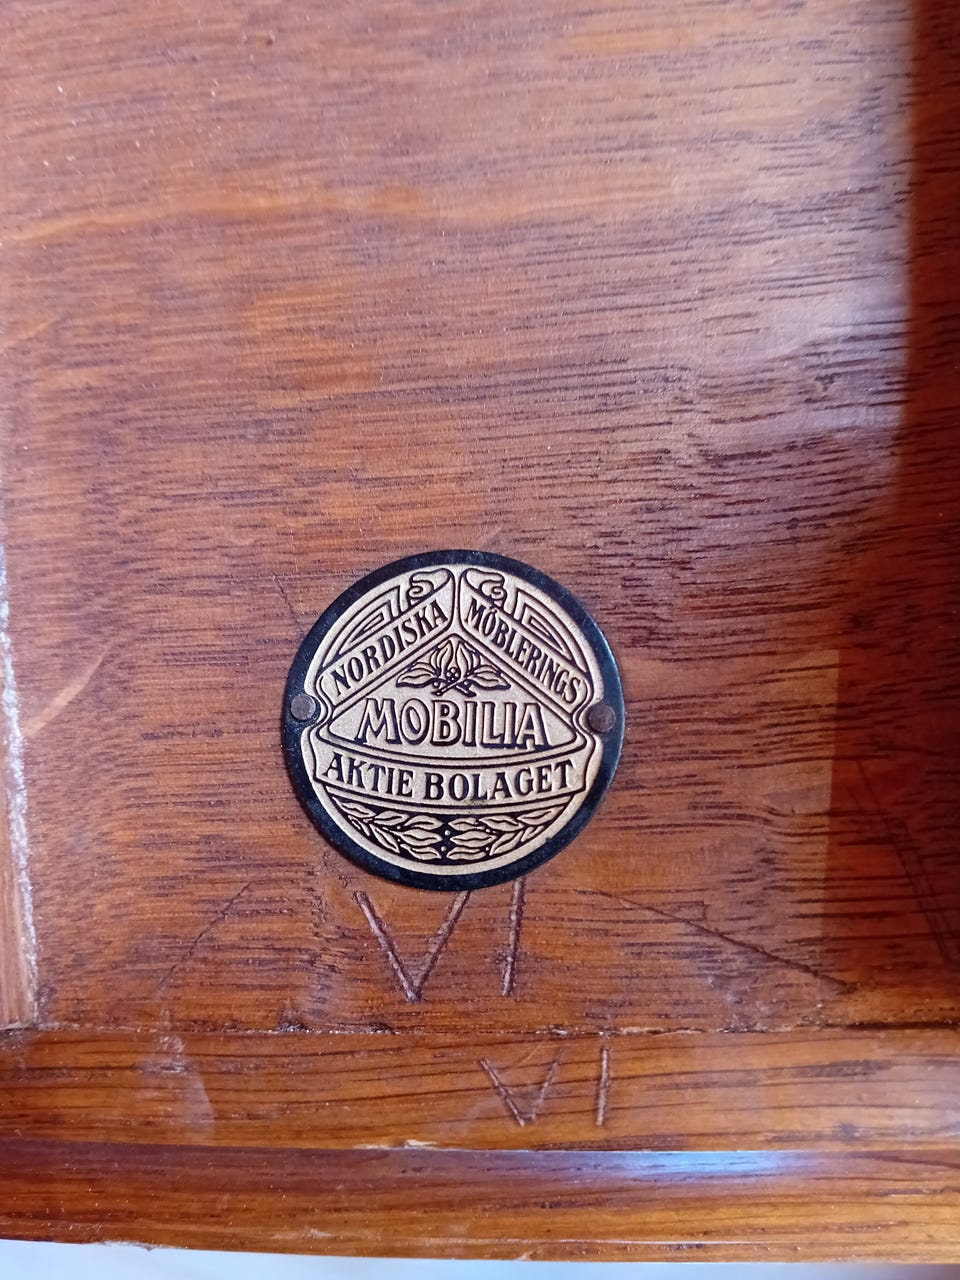 NORDISKA
MÖBLERINGS
MOBILIA
AKTIE BOLAGET
VI
VI